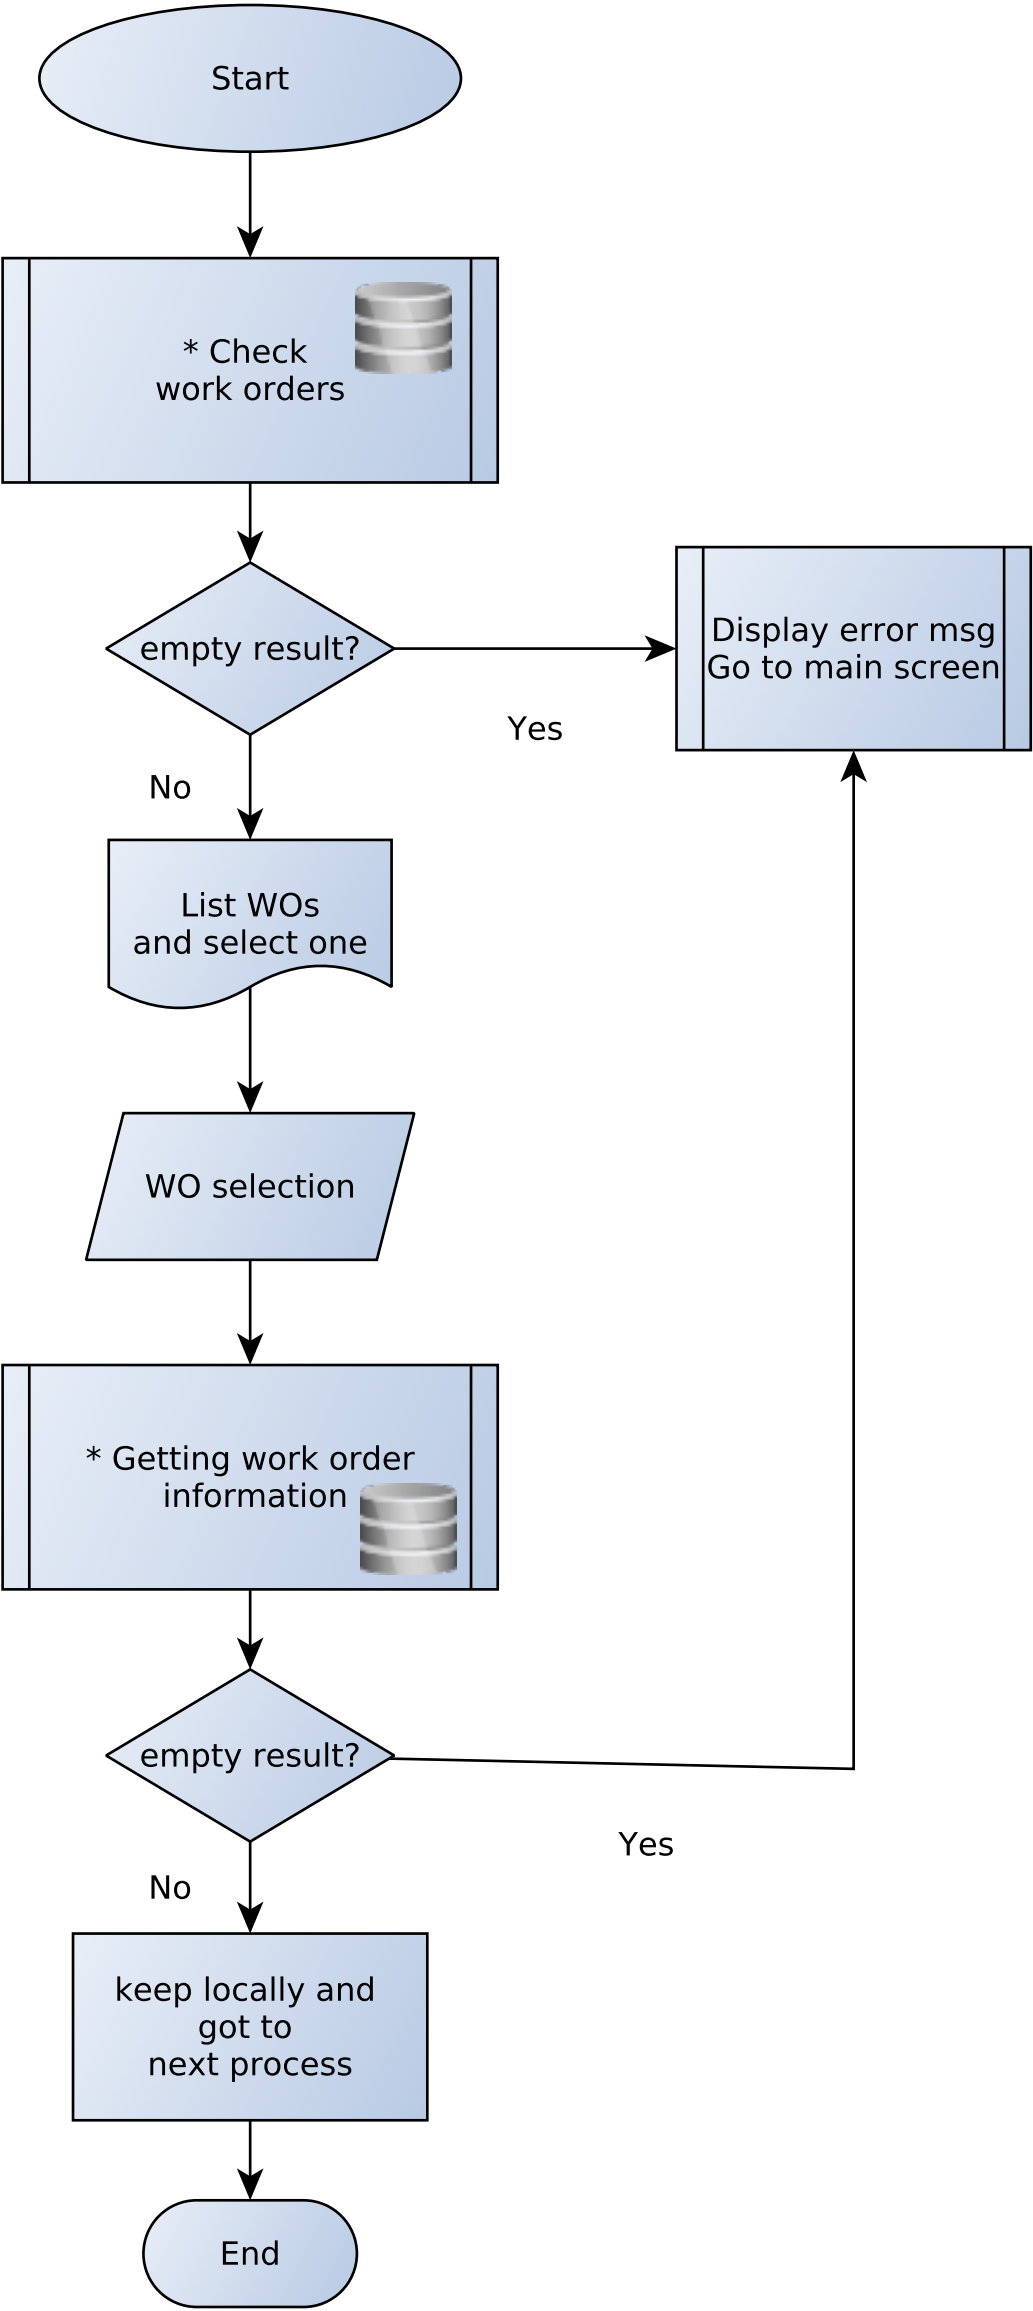 Start
* Check
work orders
empty result?
Yes
Display error msg
Go to main screen
No
List WOs
and select one
WO selection
* Getting work order
information
empty result?
Yes
No
keep locally and
got to
next process
End